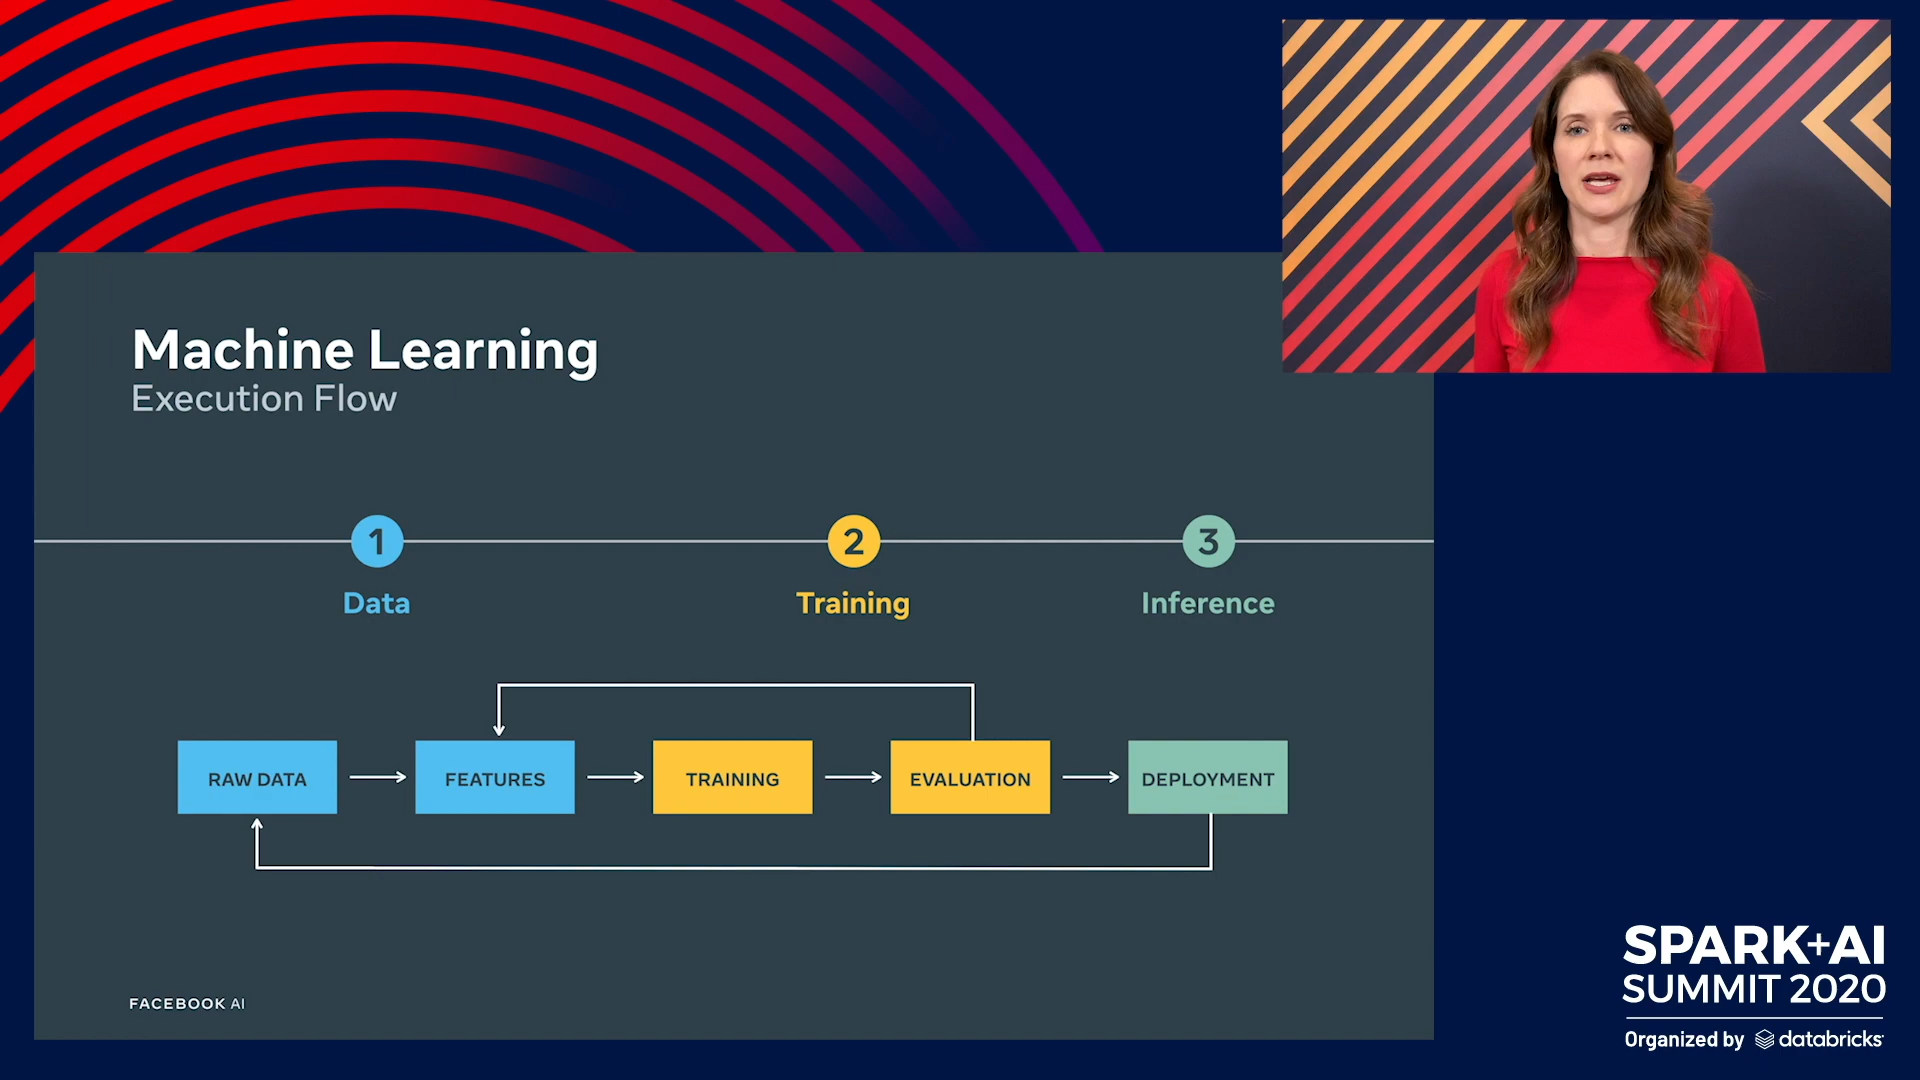 Machine Learning
Execution Flow
1
2
3
Data
Training
Inference
RAW DATA
FEATURES
TRAINING
EVALUATION
DEPLOYMENT
FACEBOOK AI
SPARK+AI
SUMMIT 2020
Organized by databricks